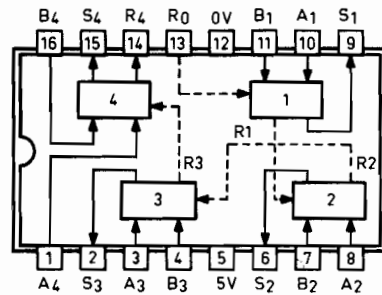 B4 S4 R4 R0 0V B1 A1 S1
16 15 14 13 12 11 10 9
4 1
R1
R3 R2
3 2
1 2 3 4 5 6 7 8
A4 S3 A3 B3 5V S2 B2 A2